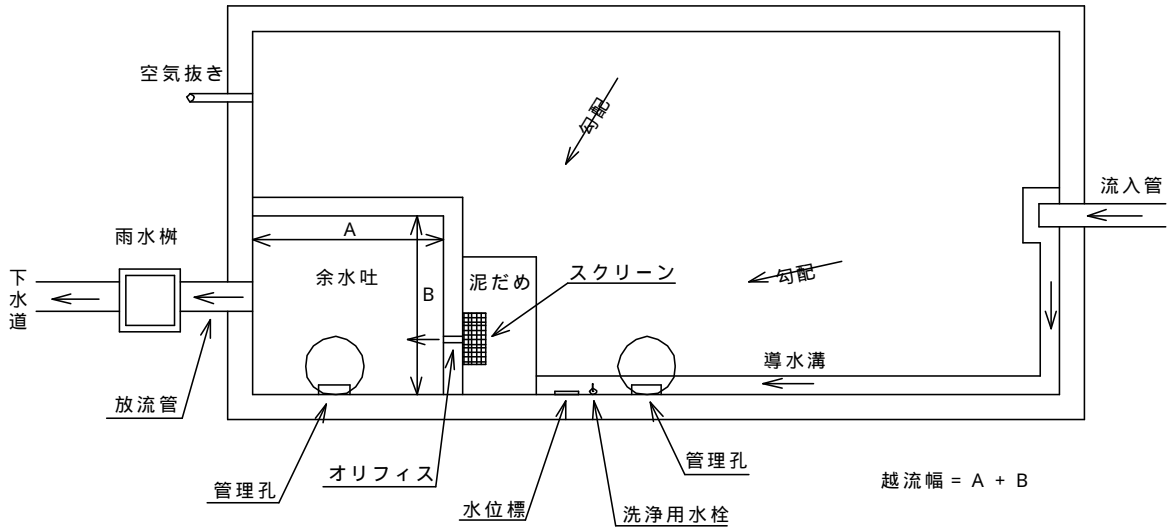 空気抜き
勾配
流入管
雨水桝
A
下水道
余水吐
B
泥だめ
スクリーン
勾配
導水溝
放流管
管理孔
オリフィス
水位標
洗浄用水栓
管理孔
越流幅 = A + B